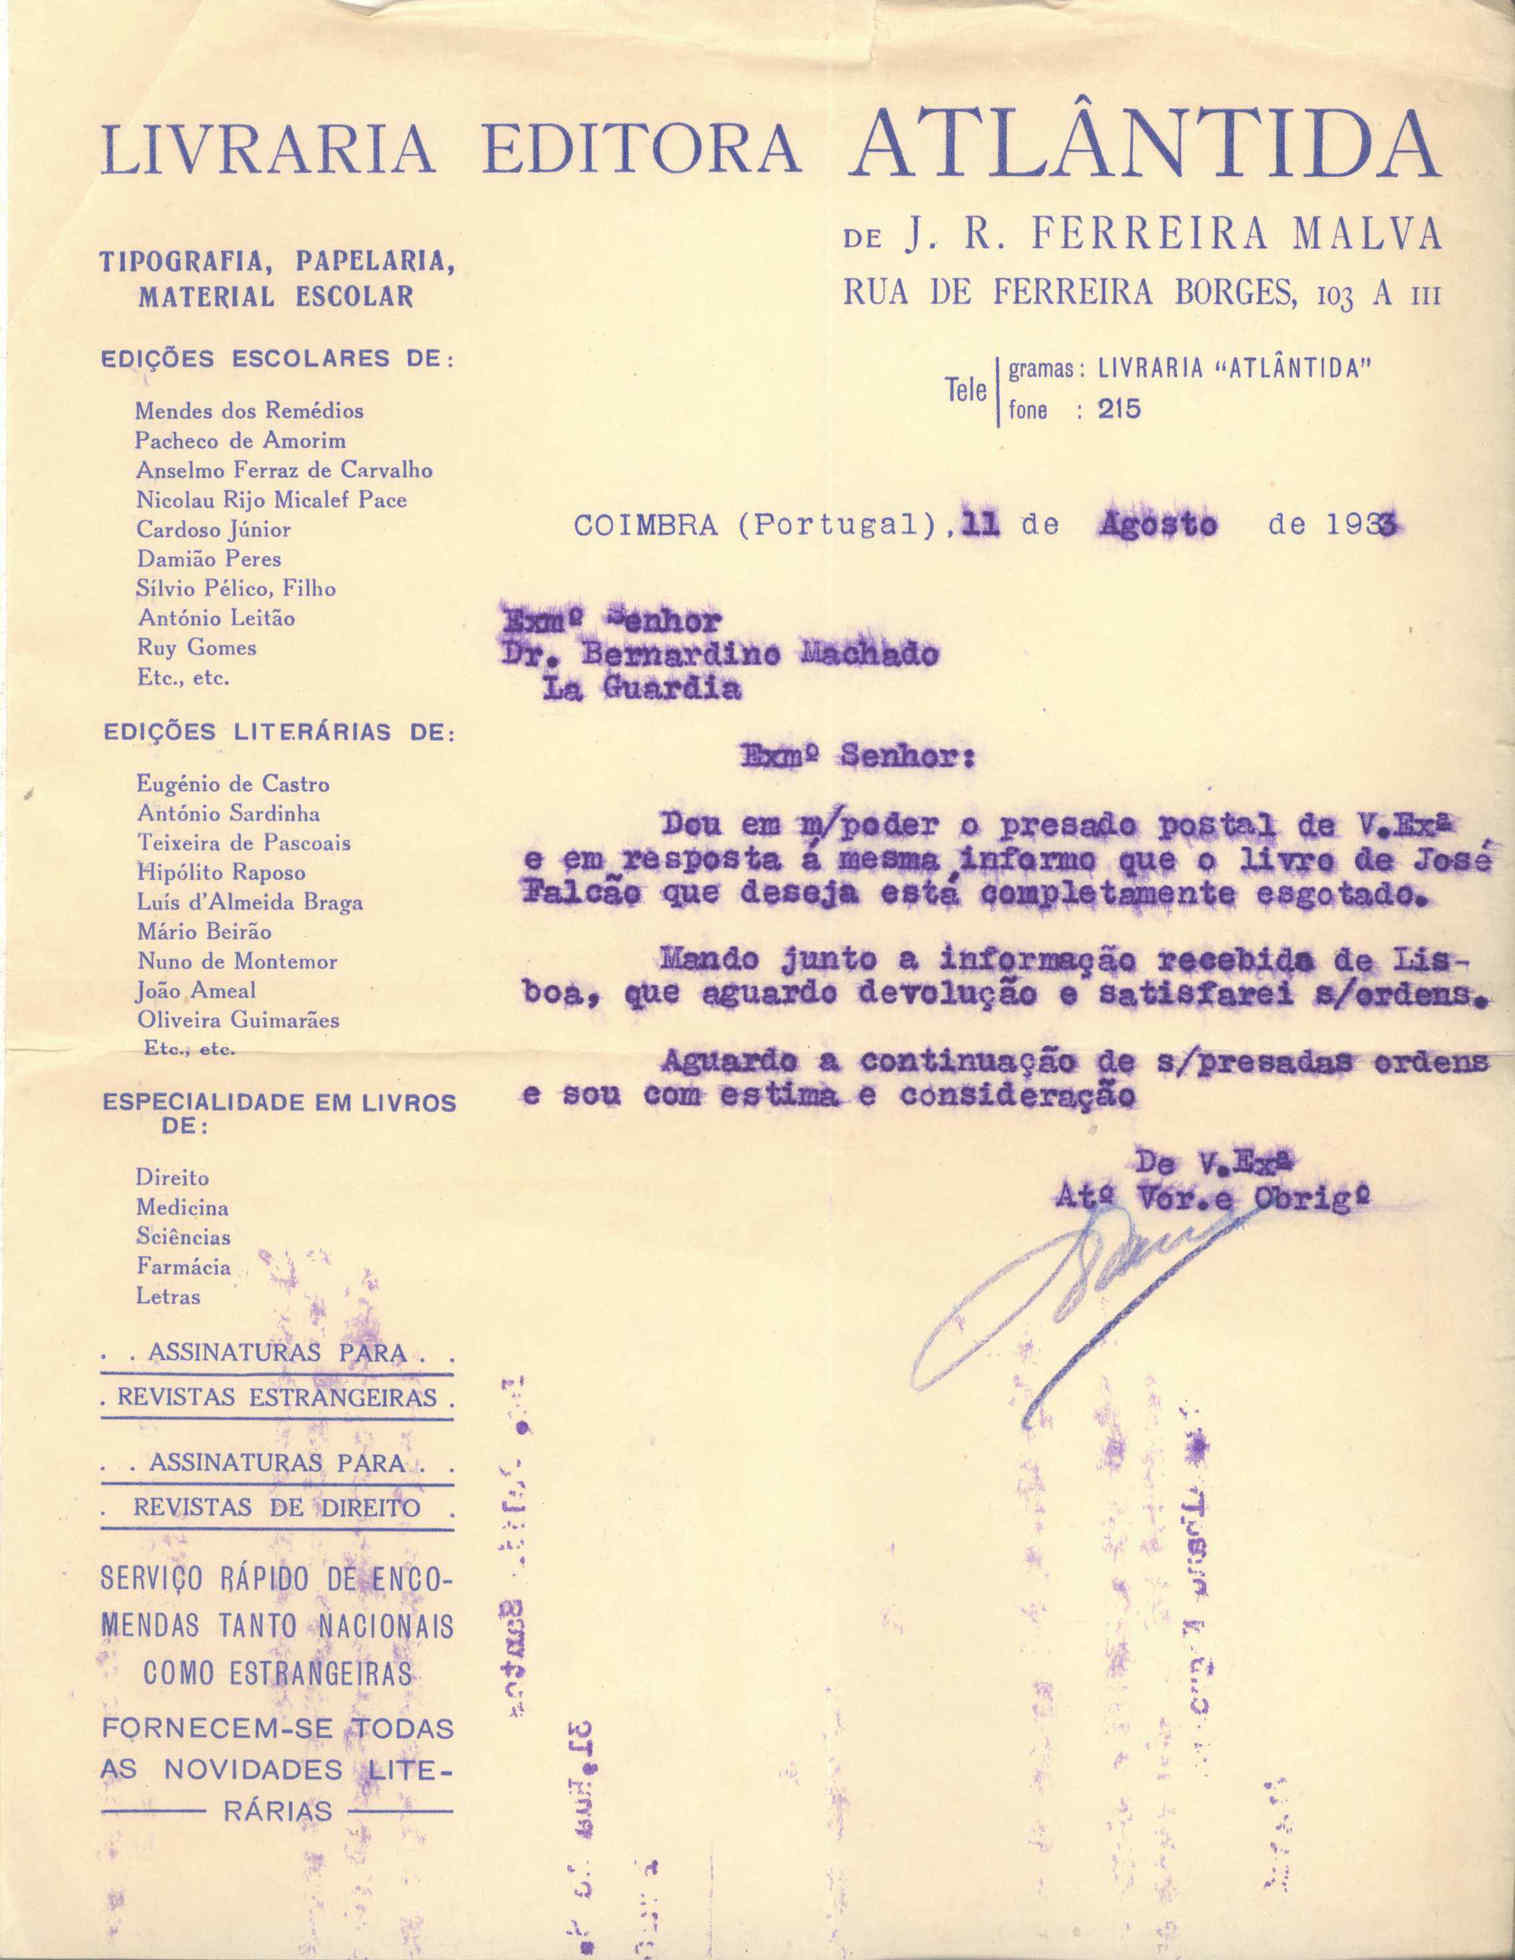 LIVRARIA EDITORA ATLÂNTIDA
DE J. R. FERREIRA MALVA
RUA DE FERREIRA BORGES, 103 A 111
Tele
gramas: LIVRARIA "ATLÂNTIDA"
fone : 215
TIPOGRAFIA, PAPELARIA,
MATERIAL ESCOLAR
EDIÇÕES ESCOLARES DE:
Mendes dos Remédios
Pacheco de Amorim
Anselmo Ferraz de Carvalho
Nicolau Rijo Micalef Pace
Cardoso Júnior
Damião Peres
Sílvio Pélico, Filho
António Leitão
Ruy Gomes
Etc., etc.
EDIÇÕES LITERÁRIAS DE:
Eugénio de Castro
António Sardinha
Teixeira de Pascoais
Hipólito Raposo
Luís d'Almeida Braga
Mário Beirão
Nuno de Montemor
João Ameal
Oliveira Guimarães
Etc., etc.
ESPECIALIDADE EM LIVROS
DE:
Direito
Medicina
Sciências
Farmácia
Letras
. . ASSINATURAS PARA . .
. REVISTAS ESTRANGEIRAS .
. . ASSINATURAS PARA . .
. REVISTAS DE DIREITO .
SERVIÇO RÁPIDO DE ENCO-
MENDAS TANTO NACIONAIS
COMO ESTRANGEIRAS
FORNECEM-SE TODAS
AS NOVIDADES LITE-
RÁRIAS
COIMBRA (Portugal), 11 de Agosto de 1933
Exmº Senhor
Dr. Bernardino Machado
La Guardia
Exmº Senhor:
Dou em m/poder o presado postal de V.Exª
e em resposta á mesma, informo que o livro de José
Falcão que deseja está completamente esgotado.
Mando junto a informação recebida de Lis-
boa, que aguardo devolução e satisfarei s/ordens.
Aguardo a continuação de s/presadas ordens
e sou com estima e consideração
De V.Exª
Atº Vor.e Obrigº